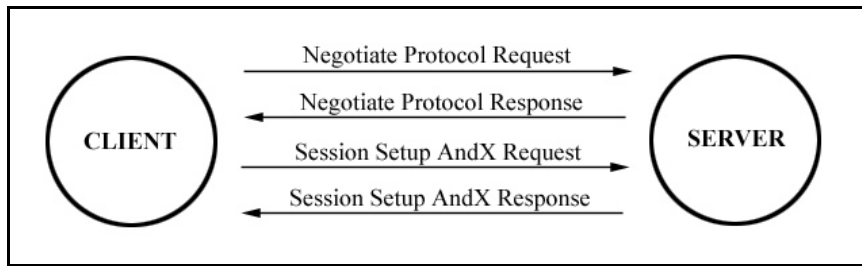 Negotiate Protocol Request
Negotiate Protocol Response
CLIENT
SERVER
Session Setup AndX Request
Session Setup AndX Response